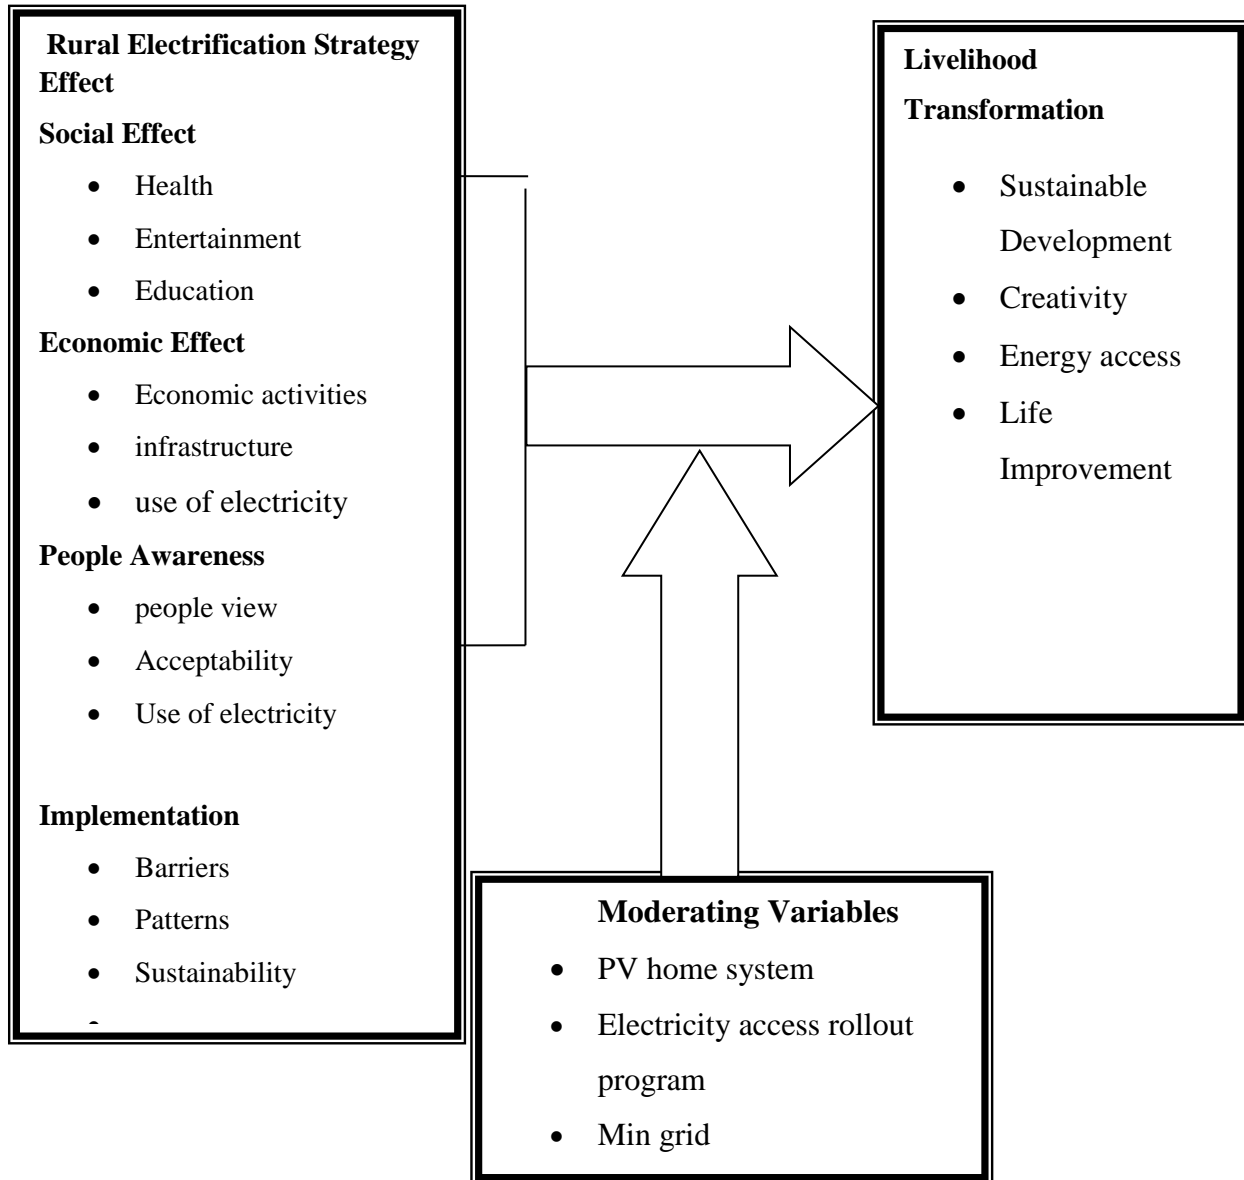 Rural Electrification Strategy
Effect
Social Effect
• Health
• Entertainment
• Education
Economic Effect
• Economic activities
• infrastructure
• use of electricity
People Awareness
• people view
• Acceptability
• Use of electricity
Implementation
• Barriers
• Patterns
• Sustainability
•
Livelihood
Transformation
• Sustainable
Development
• Creativity
• Energy access
• Life
Improvement
Moderating Variables
• PV home system
• Electricity access rollout
program
• Min grid